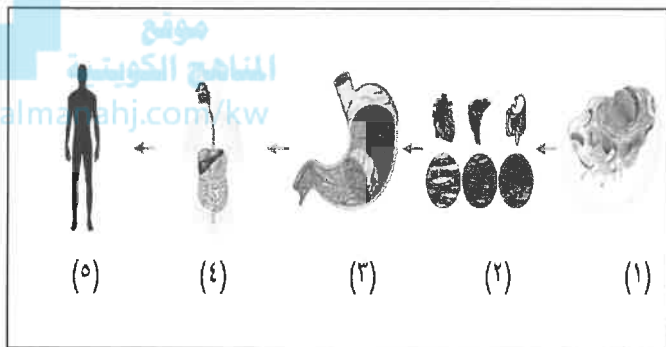 موقع
المناهج الكويتية
almanahj.com/kw
(١)
(٢)
(٣)
(٤)
(٥)